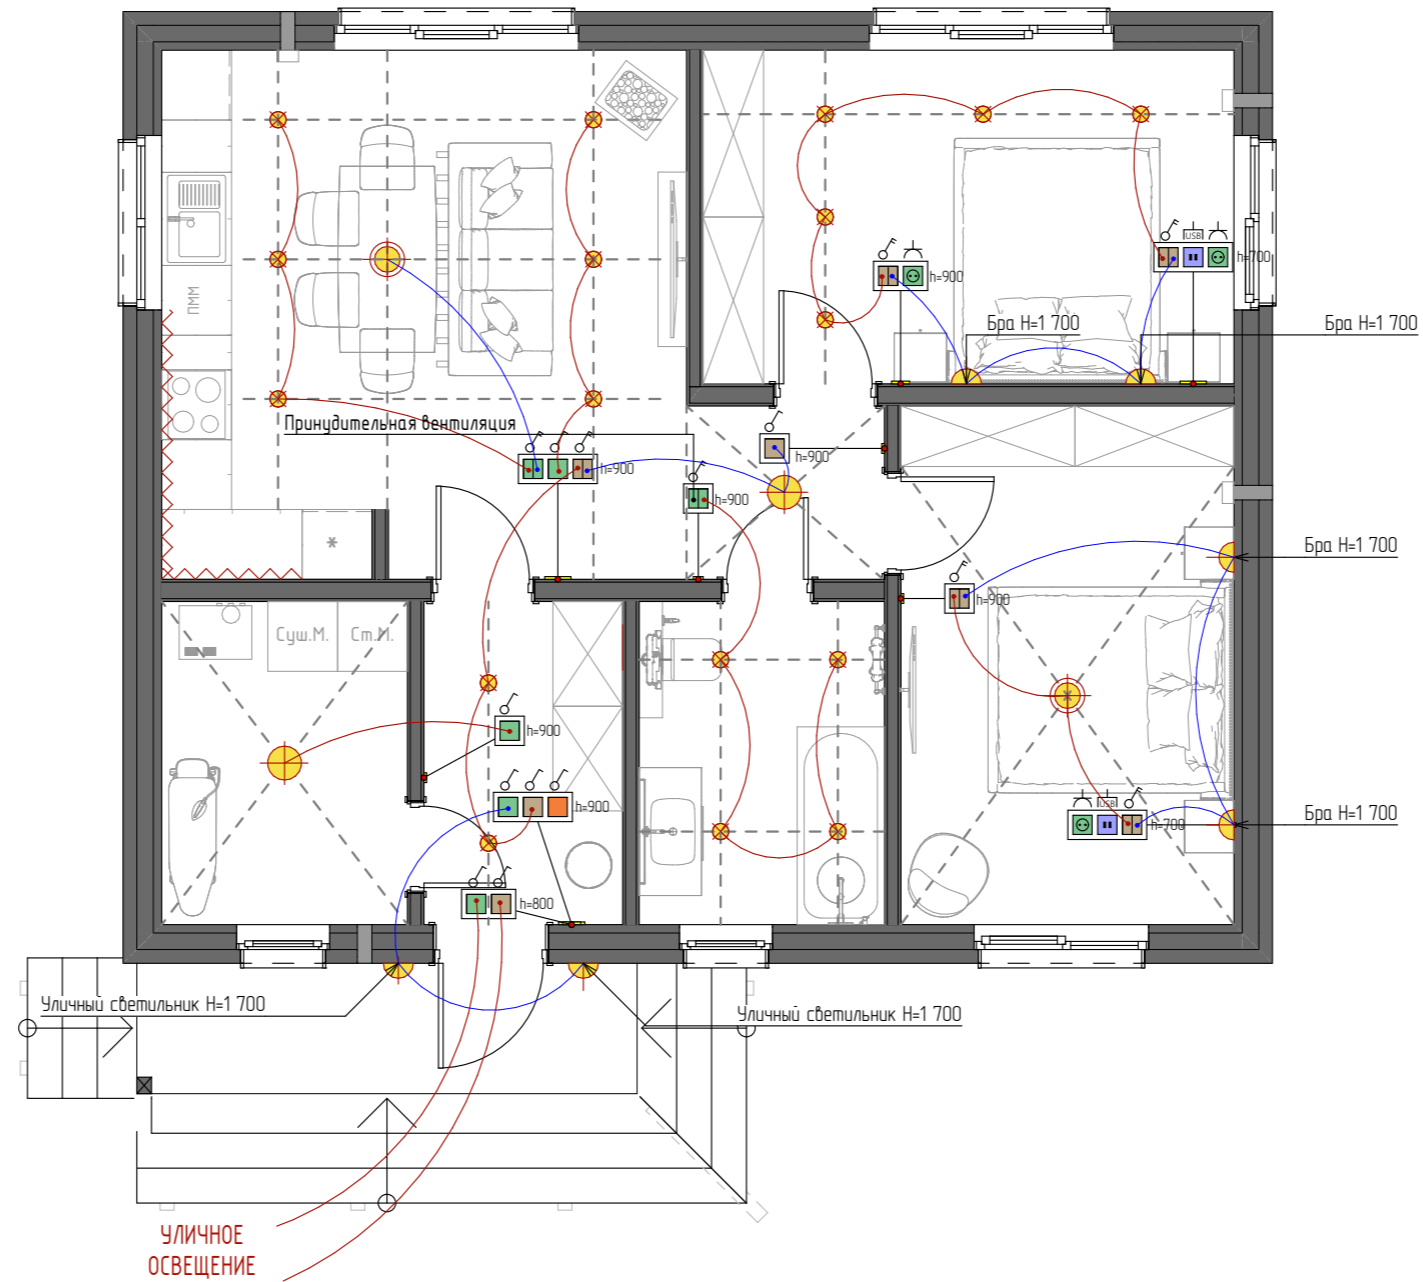 USB
h=900
h=700
ПММ
Бра H=1 700
Бра H=1 700
Принудительная вентиляция
h=900
h=900
h=900
Бра H=1 700
h=900
Суш.М.
Ст.М.
h=900
h=900
USB
h=700
Бра H=1 700
h=800
Уличный светильник H=1 700
Уличный светильник H=1 700
УЛИЧНОЕ
ОСВЕЩЕНИЕ